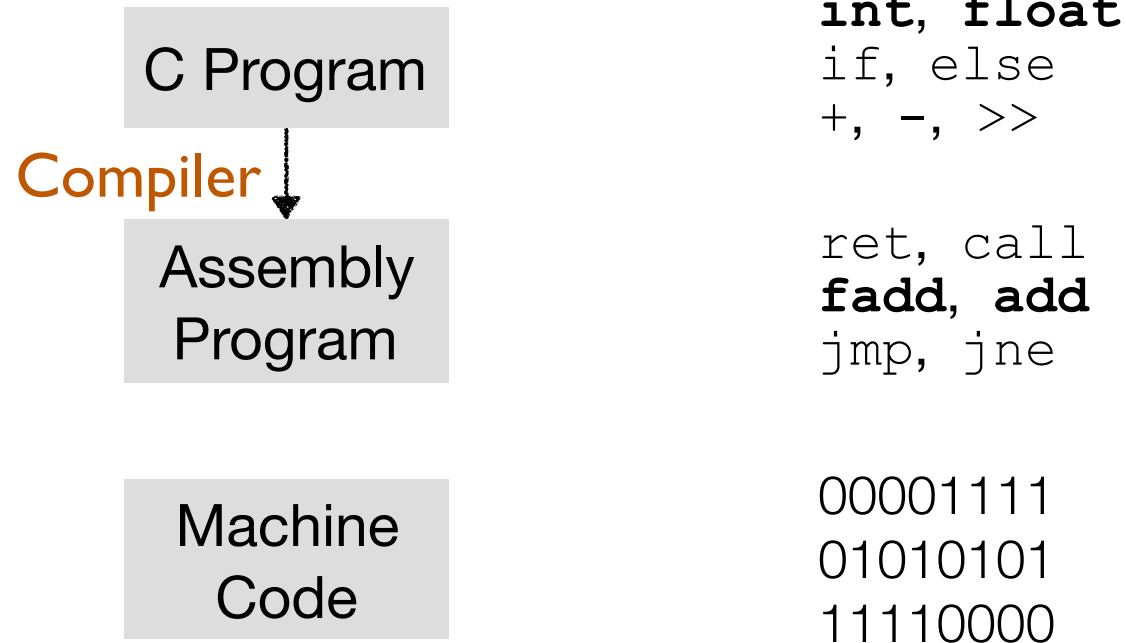 C Program
int, float
if, else
+, -, >>
Compiler
Assembly
Program
ret, call
fadd, add
jmp, jne
Machine
Code
00001111
01010101
11110000